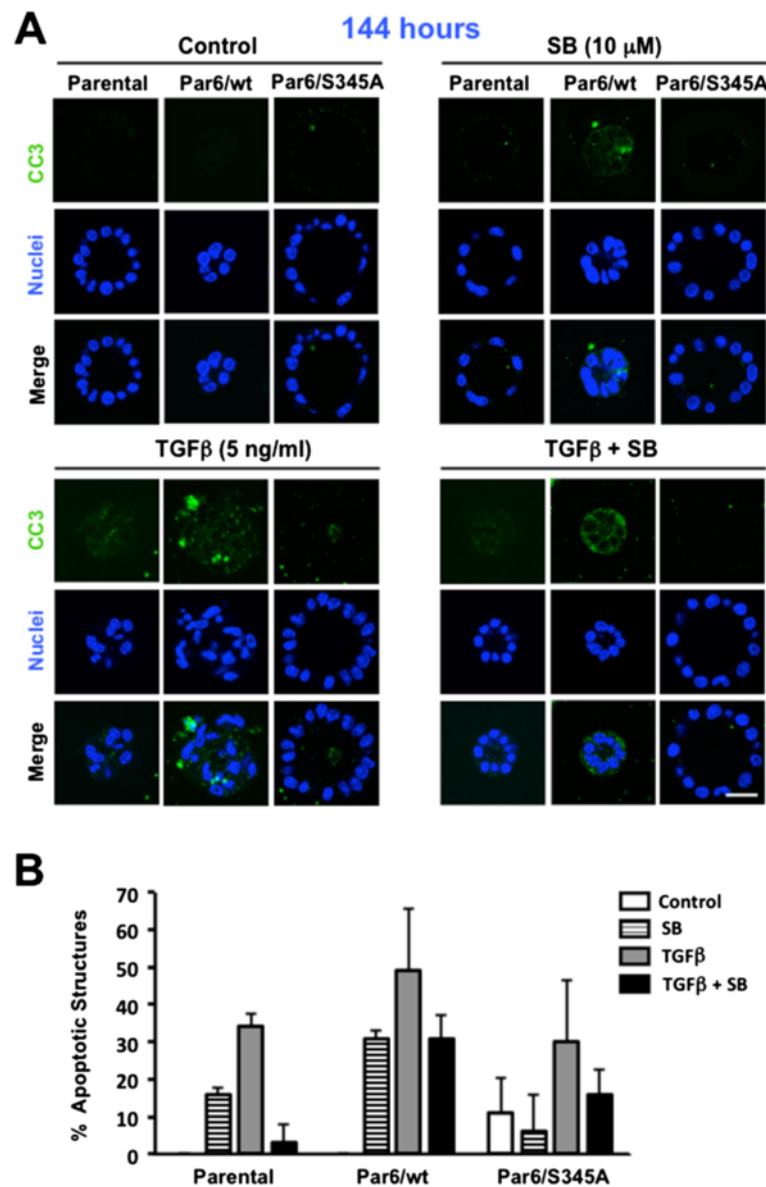 A
144 hours
Control
SB (10 μM)
Parental Par6/wt Par6/S345A
Parental Par6/wt Par6/S345A
CC3
Nuclei
Merge
TGFβ (5 ng/ml)
TGFβ + SB
CC3
Nuclei
Merge
B
% Apoptotic Structures
70
60
50
40
30
20
10
0
Parental Par6/wt Par6/S345A
Control
SB
TGFβ
TGFβ + SB